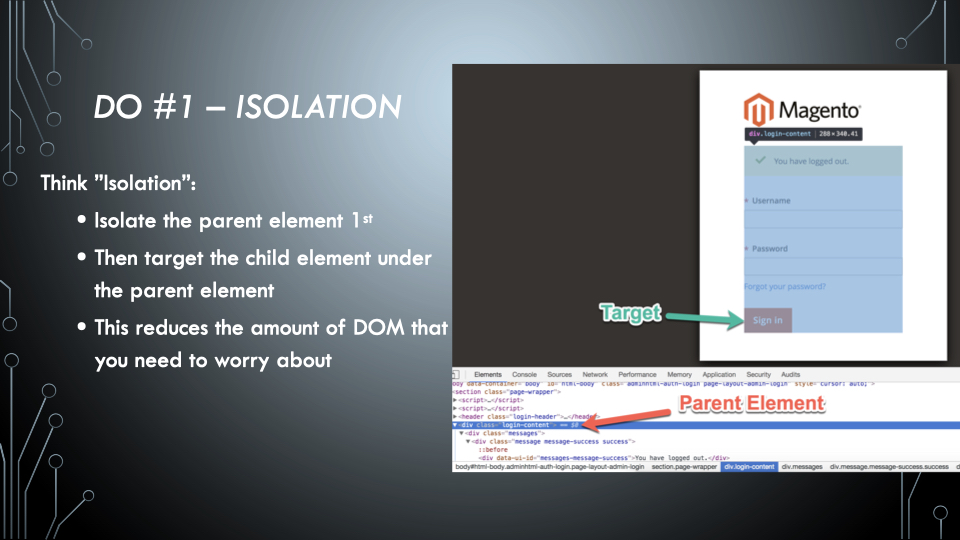 DO #1 – ISOLATION
Think ”Isolation”:
• Isolate the parent element 1st
• Then target the child element under
the parent element
• This reduces the amount of DOM that
you need to worry about
Magento
div.login-content | 288×340.41
You have logged out.
* Username
* Password
Forgot your password?
Target
Sign in
Elements Console Sources Network Performance Memory Application Security Audits
body data-container="body" id="html-body" class="adminhtml-auth-login page-layout-admin-login" style="cursor: auto;">
<section class="page-wrapper">
▶<script>…</script>
▶<script>…</script>
▶<header class="login-header">…</header>
Parent Element
▼<div class="login-content"> == $0
▼<div class="messages">
▼<div class="message message-success success">
::before
<div data-ui-id="messages-message-success">You have logged out.</div>
body#html-body.adminhtml-auth-login.page-layout-admin-login section.page-wrapper div.login-content div.messages div.message.message-success.success d